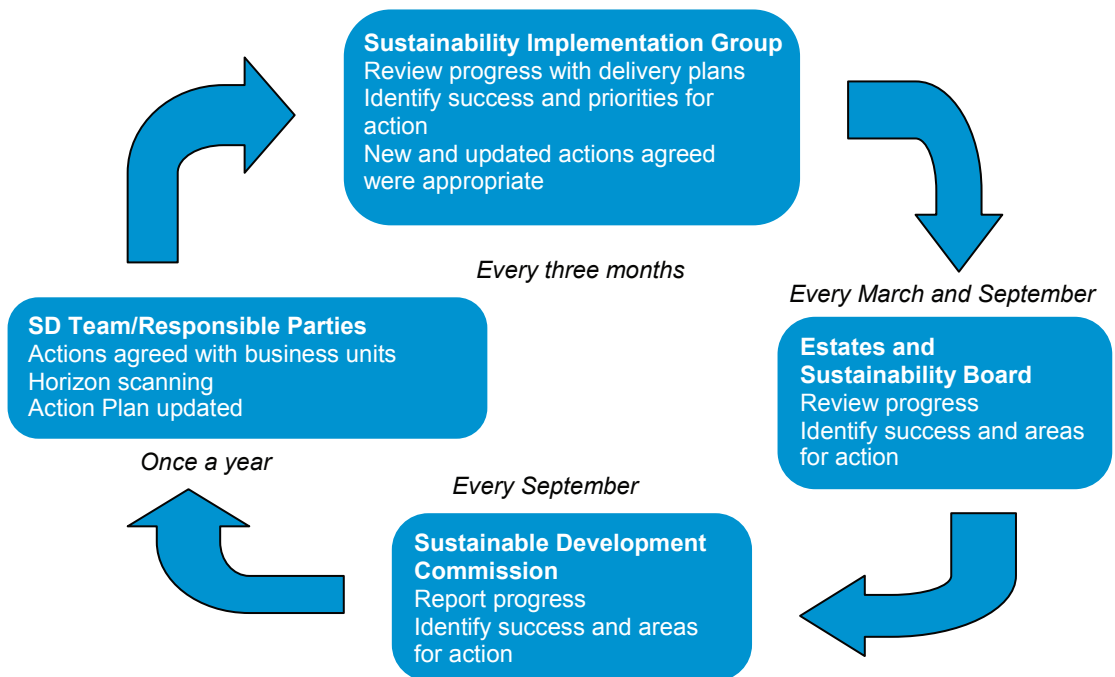 Sustainability Implementation Group
Review progress with delivery plans
Identify success and priorities for
action
New and updated actions agreed
were appropriate
Every three months
Every March and September
Estates and
Sustainability Board
Review progress
Identify success and areas
for action
Every September
Sustainable Development
Commission
Report progress
Identify success and areas
for action
SD Team/Responsible Parties
Actions agreed with business units
Horizon scanning
Action Plan updated
Once a year